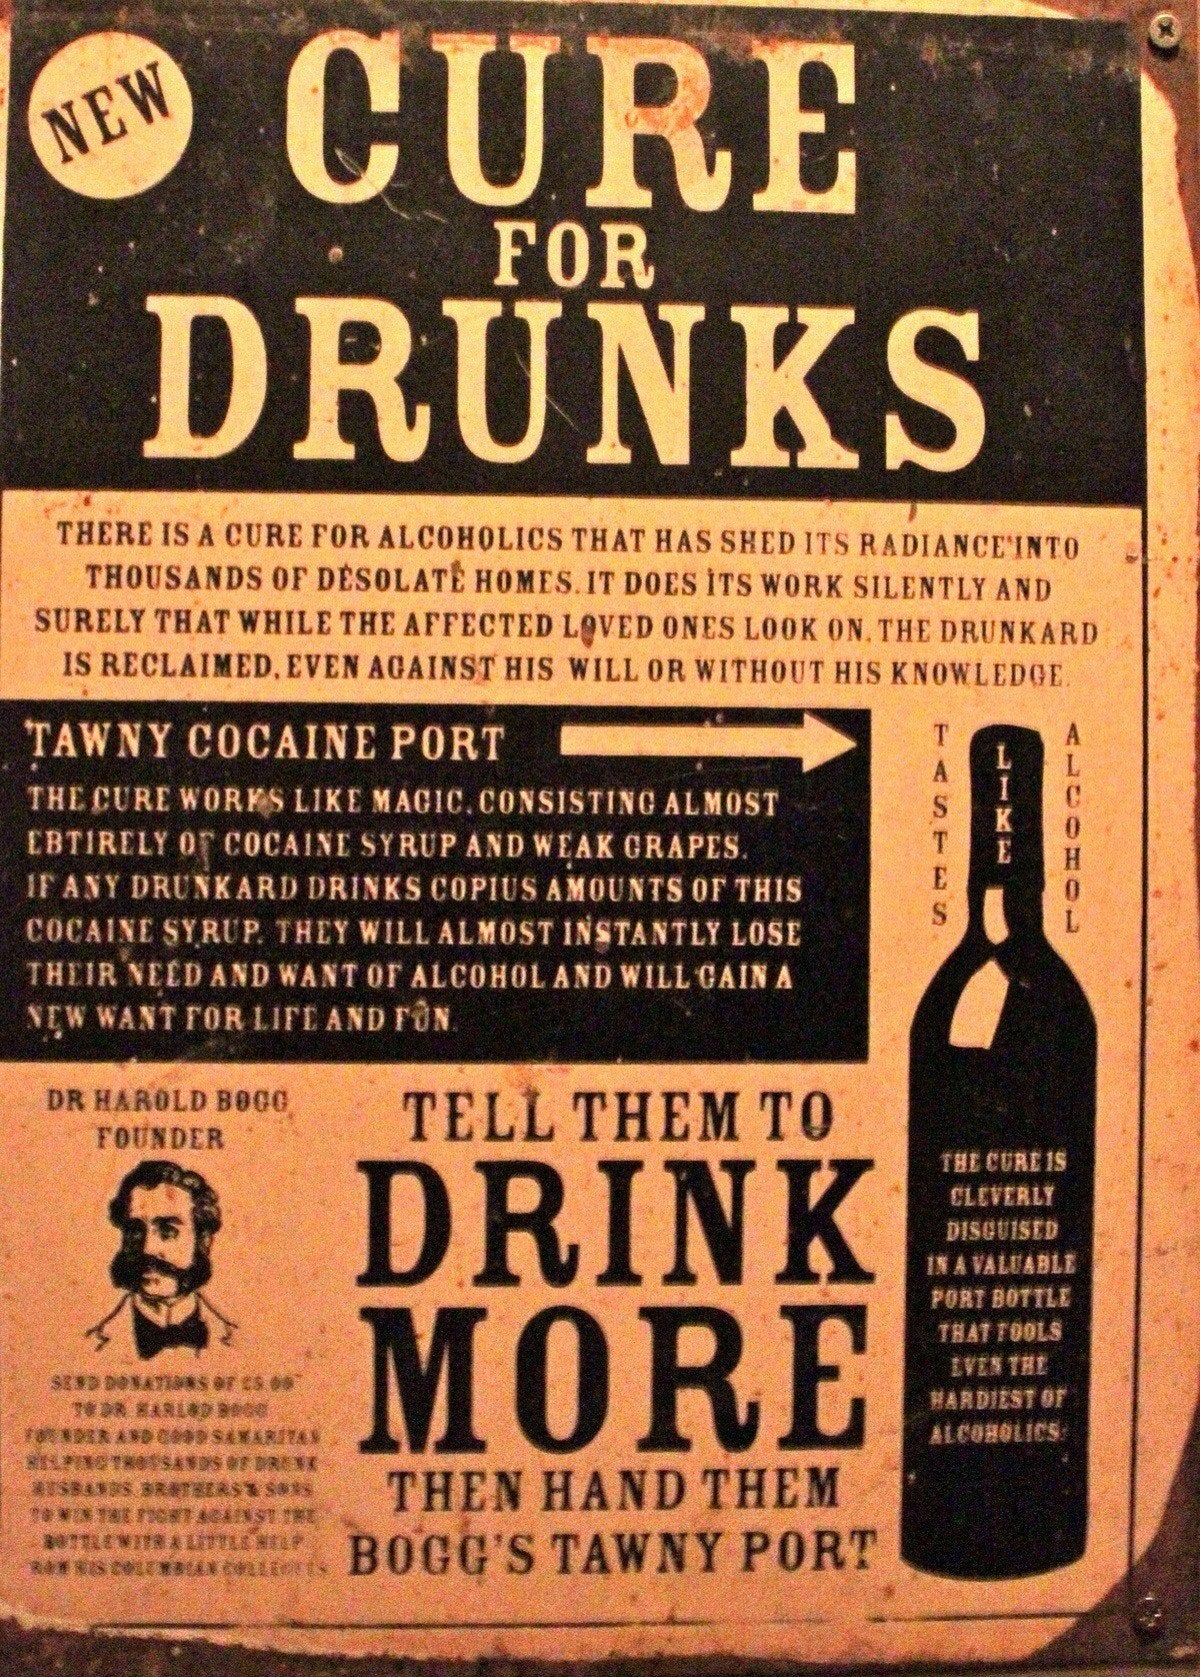 NEW
CURE
FOR
DRUNKS
THERE IS A CURE FOR ALCOHOLICS THAT HAS SHED ITS RADIANCE INTO
THOUSANDS OF DESOLATE HOMES. IT DOES ITS WORK SILENTLY AND
SURELY THAT WHILE THE AFFECTED LOVED ONES LOOK ON, THE DRUNKARD
IS RECLAIMED, EVEN AGAINST HIS WILL OR WITHOUT HIS KNOWLEDGE.
TAWNY COCAINE PORT
THE CURE WORKS LIKE MAGIC, CONSISTING ALMOST
EBTIRELY OF COCAINE SYRUP AND WEAK GRAPES.
IF ANY DRUNKARD DRINKS COPIUS AMOUNTS OF THIS
COCAINE SYRUP, THEY WILL ALMOST INSTANTLY LOSE
THEIR NEED AND WANT OF ALCOHOL AND WILL GAIN A
NEW WANT FOR LIFE AND FUN.
TASTES
LIKE
ALCOHOL
THE CURE IS
CLEVERLY
DISGUISED
IN A VALUABLE
PORT BOTTLE
THAT FOOLS
EVEN THE
HARDIEST OF
ALCOHOLICS.
DR HAROLD BOGG
FOUNDER
SEND DONATIONS OF £5.00
TO DR. HARLOD BOGG
FOUNDER AND GOOD SAMARITAN
HELPING THOUSANDS OF DRUNK
HUSBANDS, BROTHERS & SONS
TO WIN THE FIGHT AGAINST THE
BOTTLE WITH A LITTLE HELP
HIS COLUMBIAN
TELL THEM TO
DRINK
MORE
THEN HAND THEM
BOGG'S TAWNY PORT